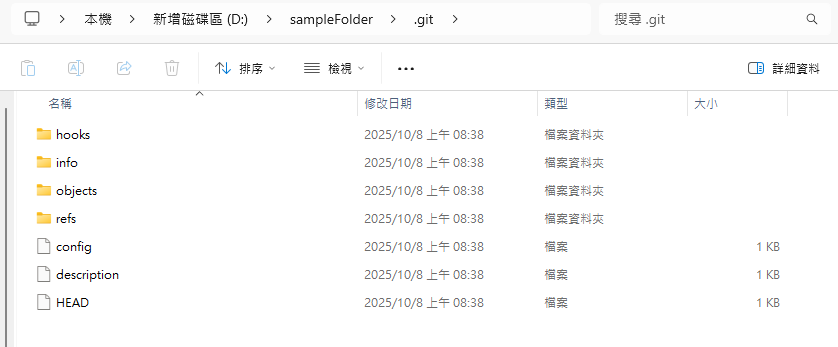 本機 > 新增磁碟區 (D:) > sampleFolder > .git > 搜尋 .git
排序 檢視 ••• 詳細資料
名稱 修改日期 類型 大小
hooks 2025/10/8 上午 08:38 檔案資料夾
info 2025/10/8 上午 08:38 檔案資料夾
objects 2025/10/8 上午 08:38 檔案資料夾
refs 2025/10/8 上午 08:38 檔案資料夾
config 2025/10/8 上午 08:38 檔案 1 KB
description 2025/10/8 上午 08:38 檔案 1 KB
HEAD 2025/10/8 上午 08:38 檔案 1 KB